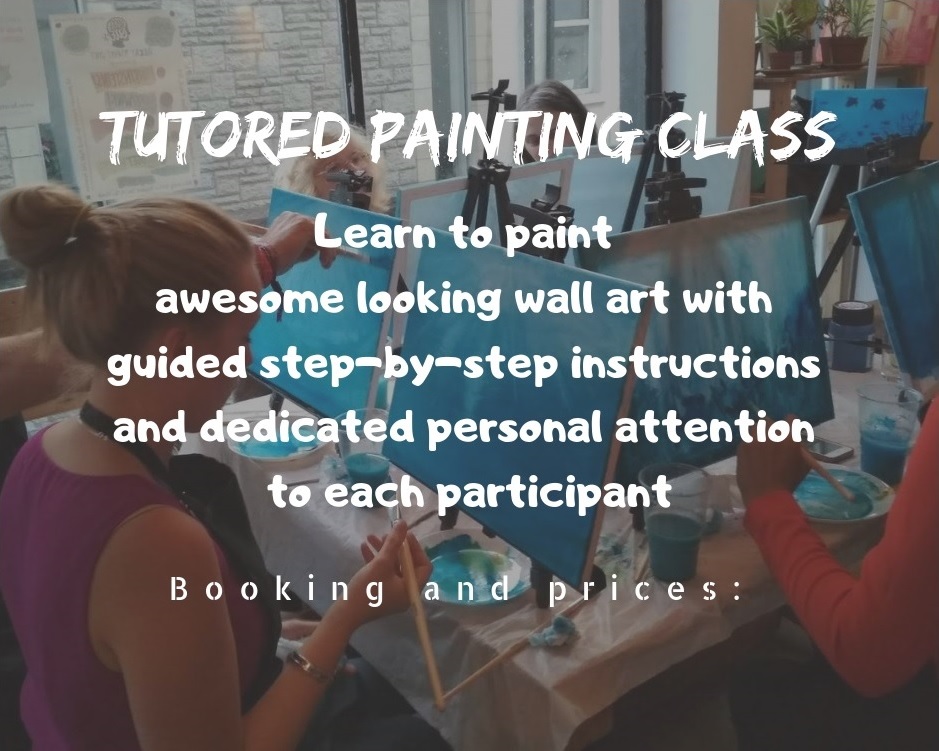 TUTORED PAINTING CLASS
Learn to paint
awesome looking wall art with
guided step-by-step instructions
and dedicated personal attention
to each participant
Booking and prices: